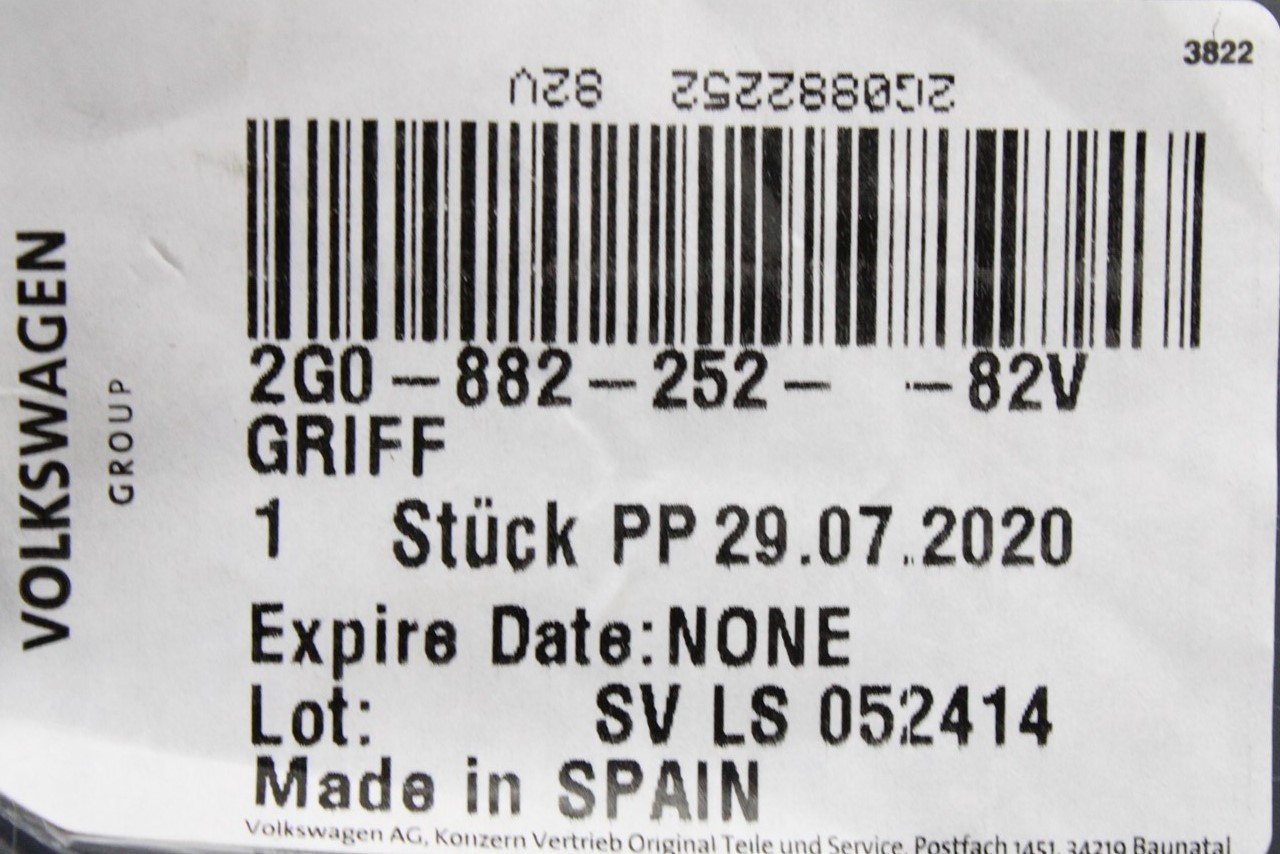 3822
2G0882252 82V
2G0-882-252- -82V
GRIFF
1 Stück PP 29.07.2020
Expire Date:NONE
Lot: SV LS 052414
Made in SPAIN
Volkswagen AG, Konzern Vertrieb Original Teile und Service, Postfach 1451, 34219 Baunatal
VOLKSWAGEN
GROUP